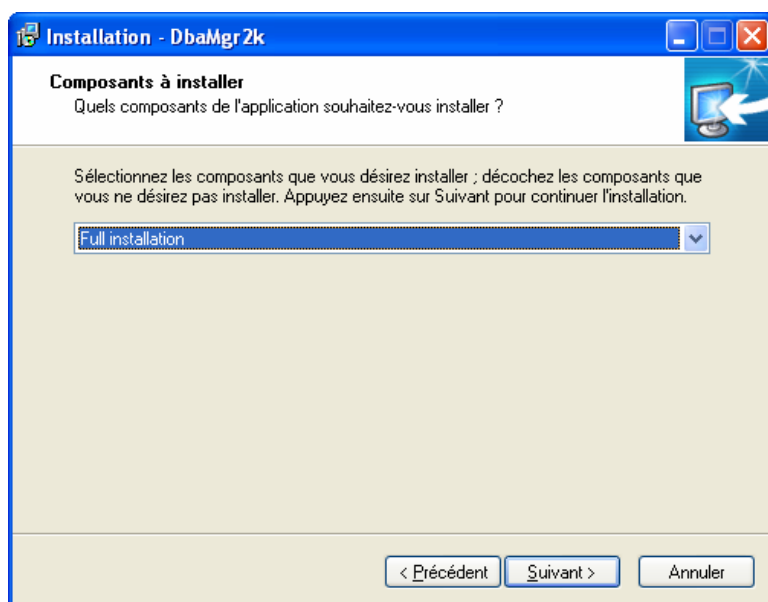 Installation - DbaMgr2k
Composants à installer
Quels composants de l'application souhaitez-vous installer ?
Sélectionnez les composants que vous désirez installer ; décochez les composants que
vous ne désirez pas installer. Appuyez ensuite sur Suivant pour continuer l'installation.
Full installation
< Précédent Suivant > Annuler